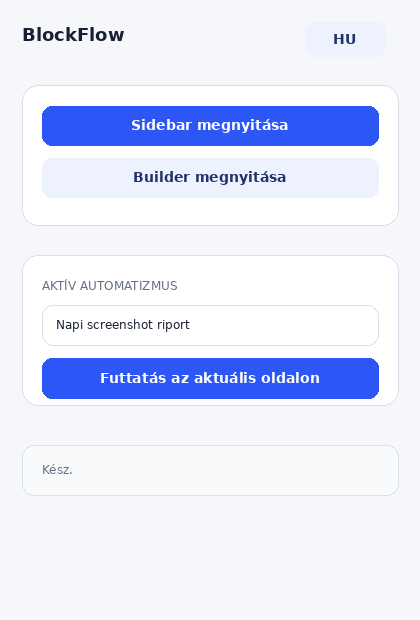 BlockFlow
HU
Sidebar megnyitása
Builder megnyitása
AKTÍV AUTOMATIZMUS
Napi screenshot riport
Futtatás az aktuális oldalon
Kész.